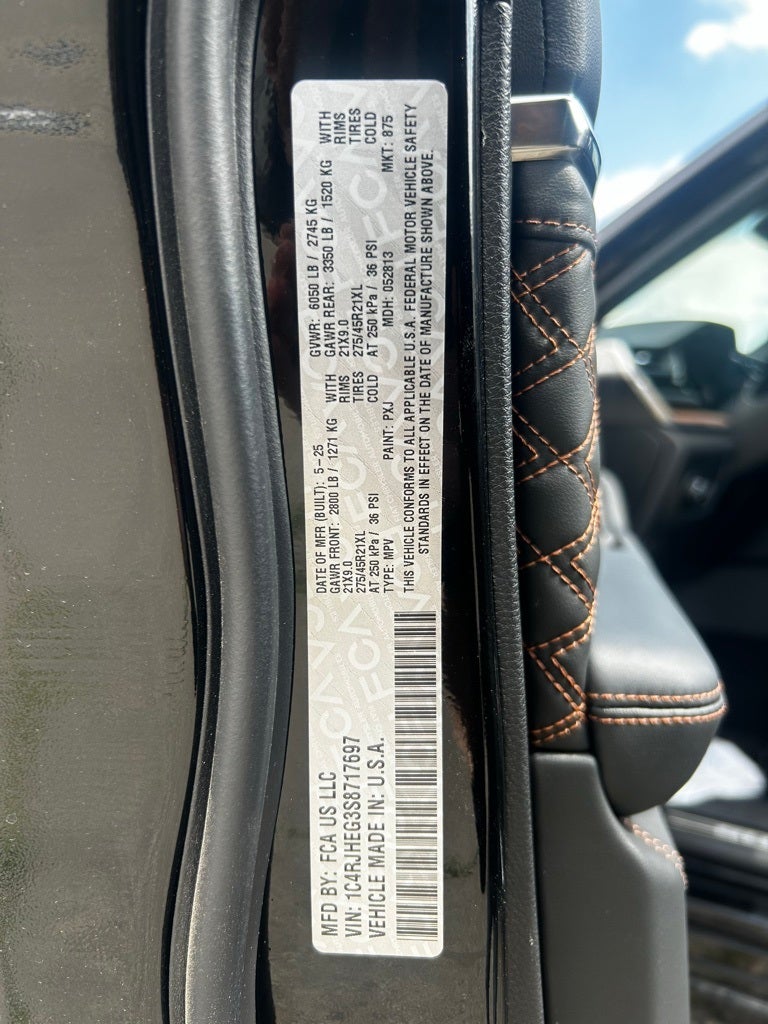 MFD BY: FCA US LLC
VIN: 1C4RJHEG3S8717697
VEHICLE MADE IN: U.S.A.
DATE OF MFR (BUILT): 5-25 GVWR: 6050 LB / 2745 KG
GAWR FRONT: 2800 LB / 1271 KG WITH GAWR REAR: 3350 LB / 1520 KG WITH
21X9.0 RIMS 21X9.0 RIMS
275/45R21XL TIRES 275/45R21XL TIRES
AT 250 kPa / 36 PSI COLD AT 250 kPa / 36 PSI COLD
TYPE: MPV PAINT: PXJ MDH: 052813 MKT: 875
THIS VEHICLE CONFORMS TO ALL APPLICABLE U.S.A. FEDERAL MOTOR VEHICLE SAFETY
STANDARDS IN EFFECT ON THE DATE OF MANUFACTURE SHOWN ABOVE.